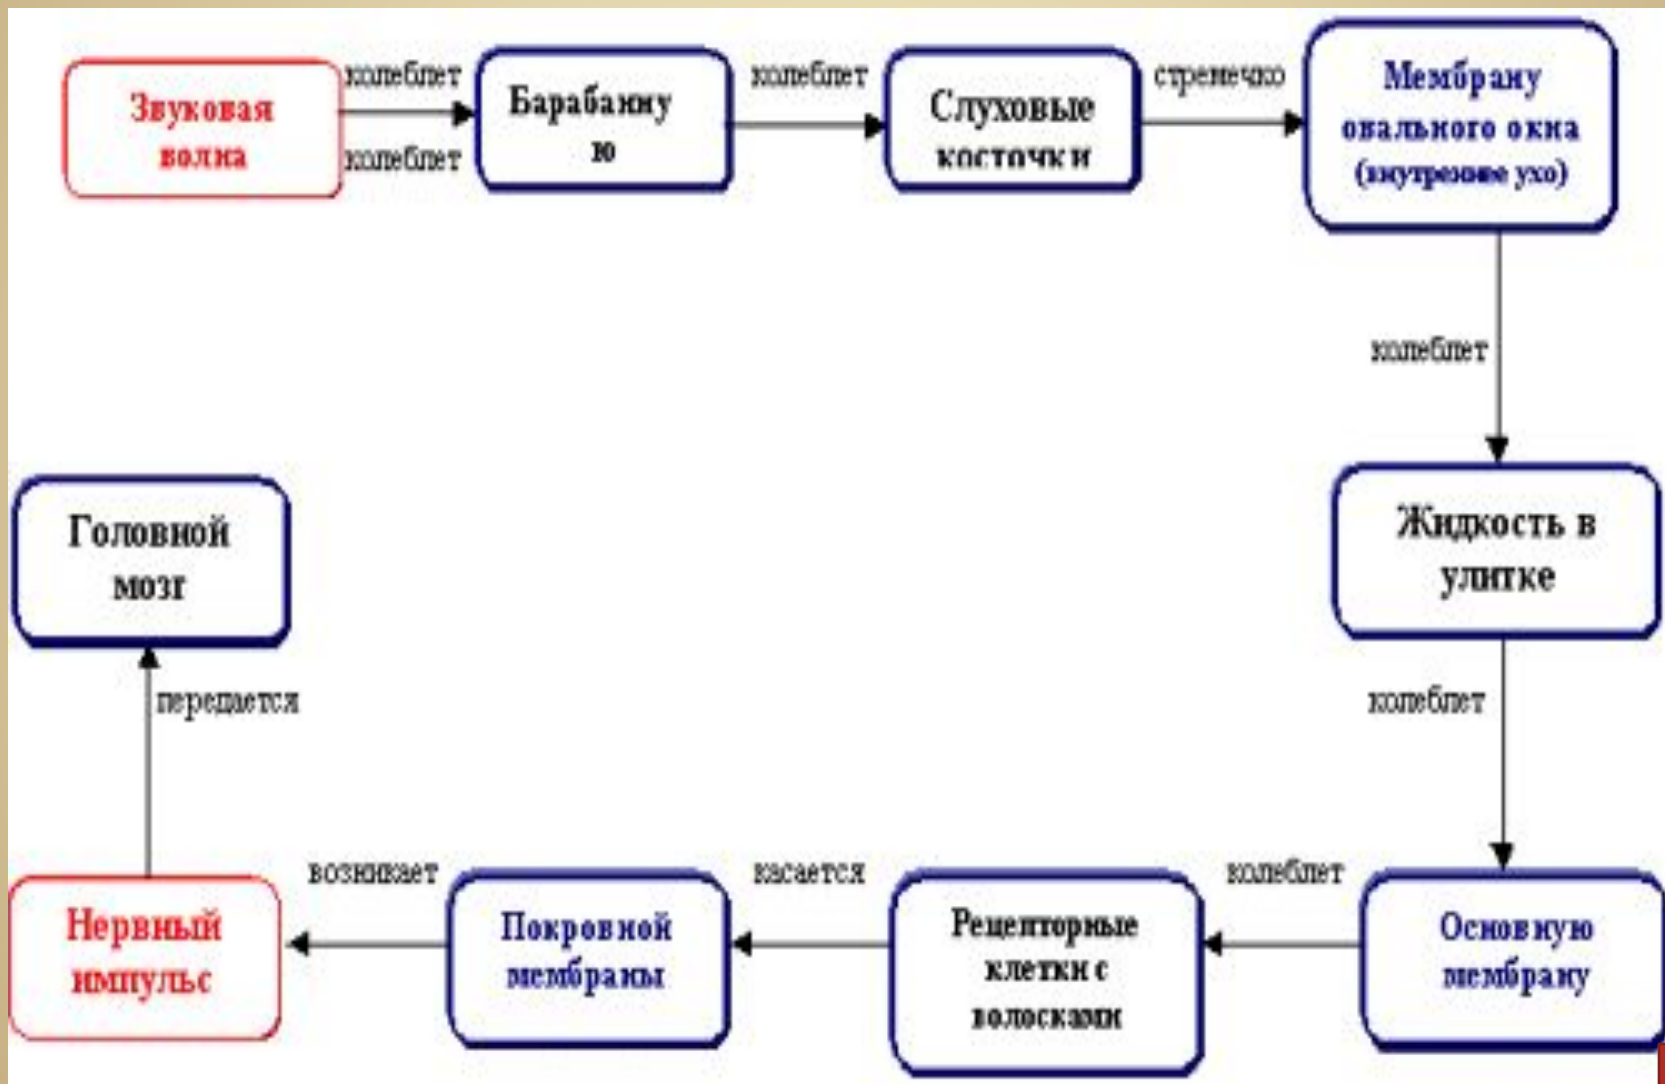 Звуковая
волна
колеблет
колеблет
Барабанну
ю
колеблет
Слуховые
косточки
стремечко
Мембрану
овального окна
(внутреннее ухо)
колеблет
Жидкость в
улитке
колеблет
Основную
мембрану
колеблет
Рецепторные
клетки с
волосками
касается
Покровной
мембраны
возникает
Нервный
импульс
передается
Головной
мозг